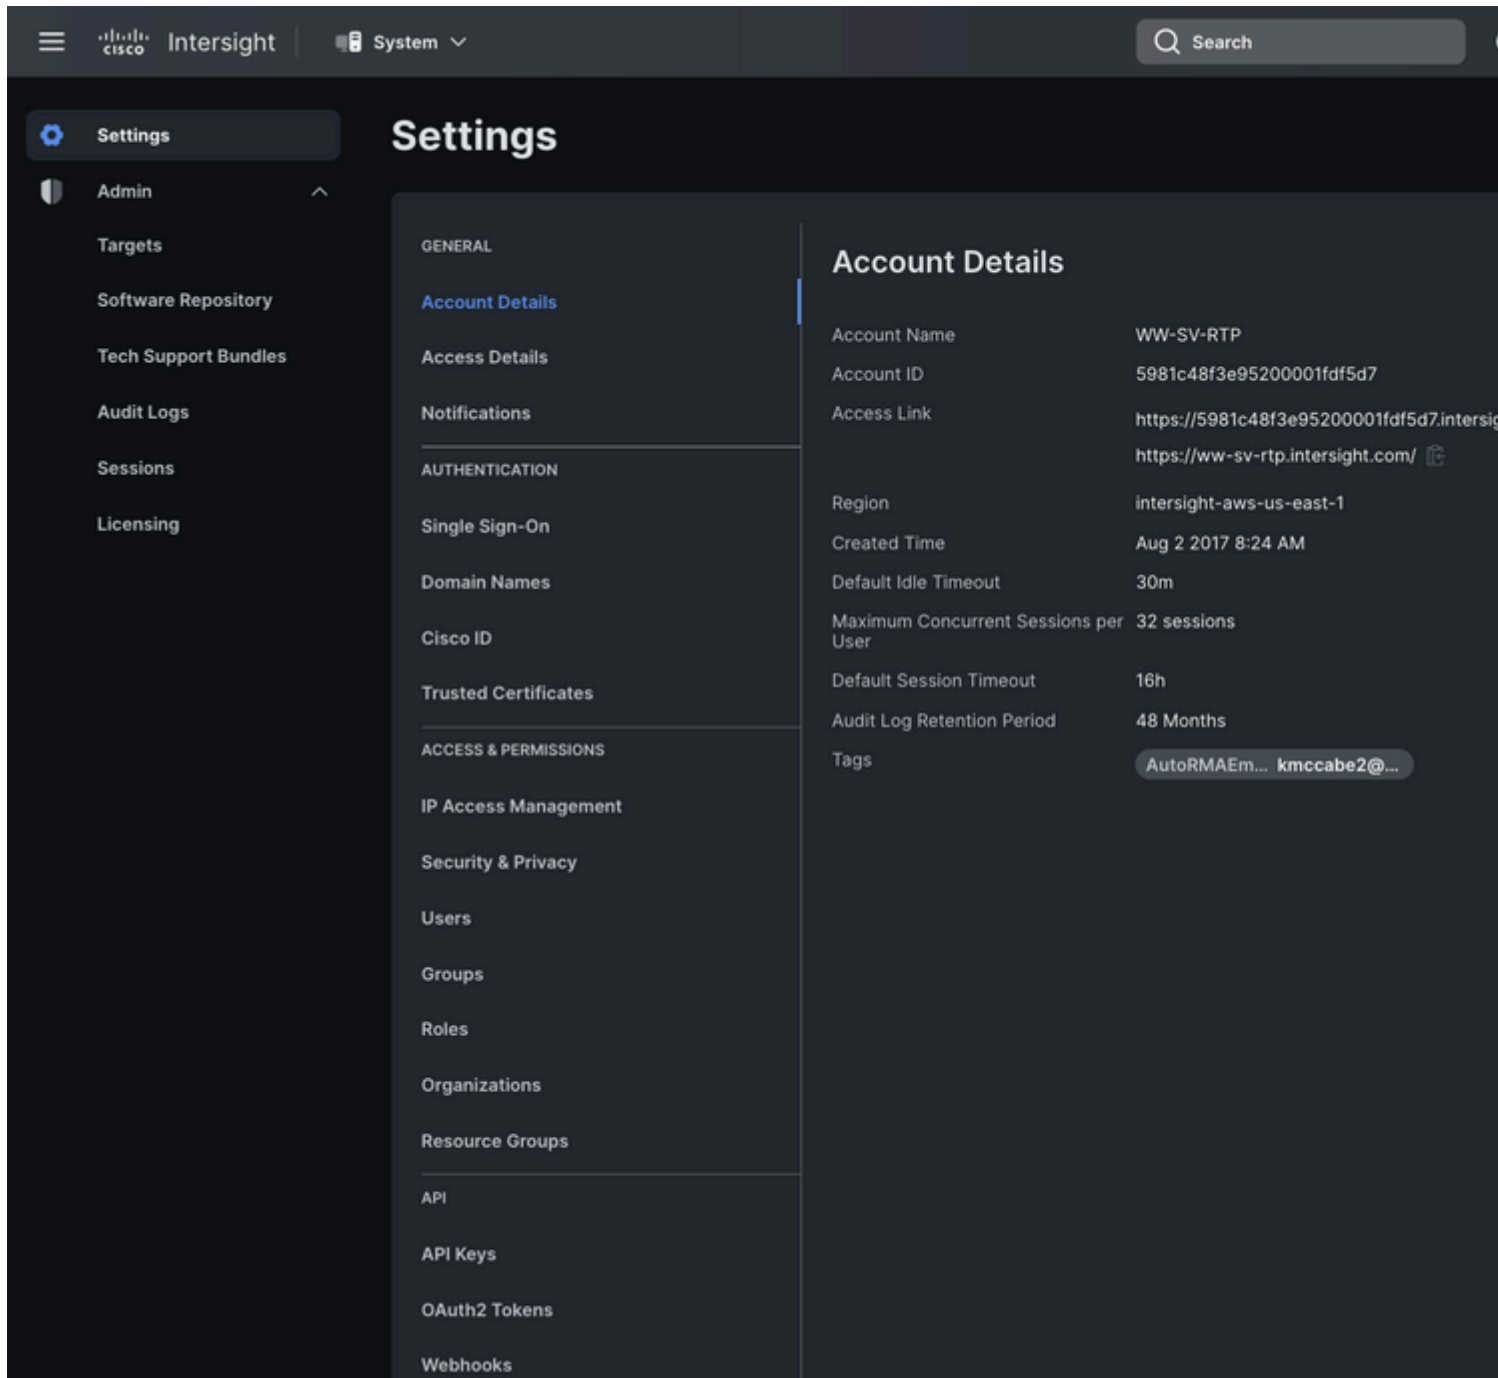 cisco Intersight System Search
Settings
Admin
Targets
Software Repository
Tech Support Bundles
Audit Logs
Sessions
Licensing
Settings
GENERAL
Account Details
Access Details
Notifications
AUTHENTICATION
Single Sign-On
Domain Names
Cisco ID
Trusted Certificates
ACCESS & PERMISSIONS
IP Access Management
Security & Privacy
Users
Groups
Roles
Organizations
Resource Groups
API
API Keys
OAuth2 Tokens
Webhooks
Account Details
Account Name WW-SV-RTP
Account ID 5981c48f3e95200001fdf5d7
Access Link https://5981c48f3e95200001fdf5d7.intersig
https://ww-sv-rtp.intersight.com/
Region intersight-aws-us-east-1
Created Time Aug 2 2017 8:24 AM
Default Idle Timeout 30m
Maximum Concurrent Sessions per 32 sessions
User
Default Session Timeout 16h
Audit Log Retention Period 48 Months
Tags AutoRMAEm... kmccabe2@...